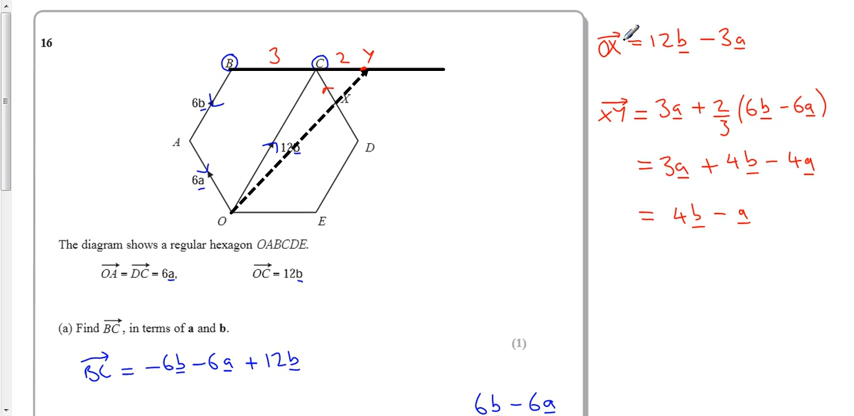 16
B 3 C 2 Y
6b X
A 12b D
6a
O E
The diagram shows a regular hexagon OABCDE.
OA = DC = 6a, OC = 12b
(a) Find BC, in terms of a and b.
(1)
BC = -6b - 6a + 12b
6b - 6a
OX = 12b - 3a
XY = 3a + 2/3 (6b - 6a)
= 3a + 4b - 4a
= 4b - a